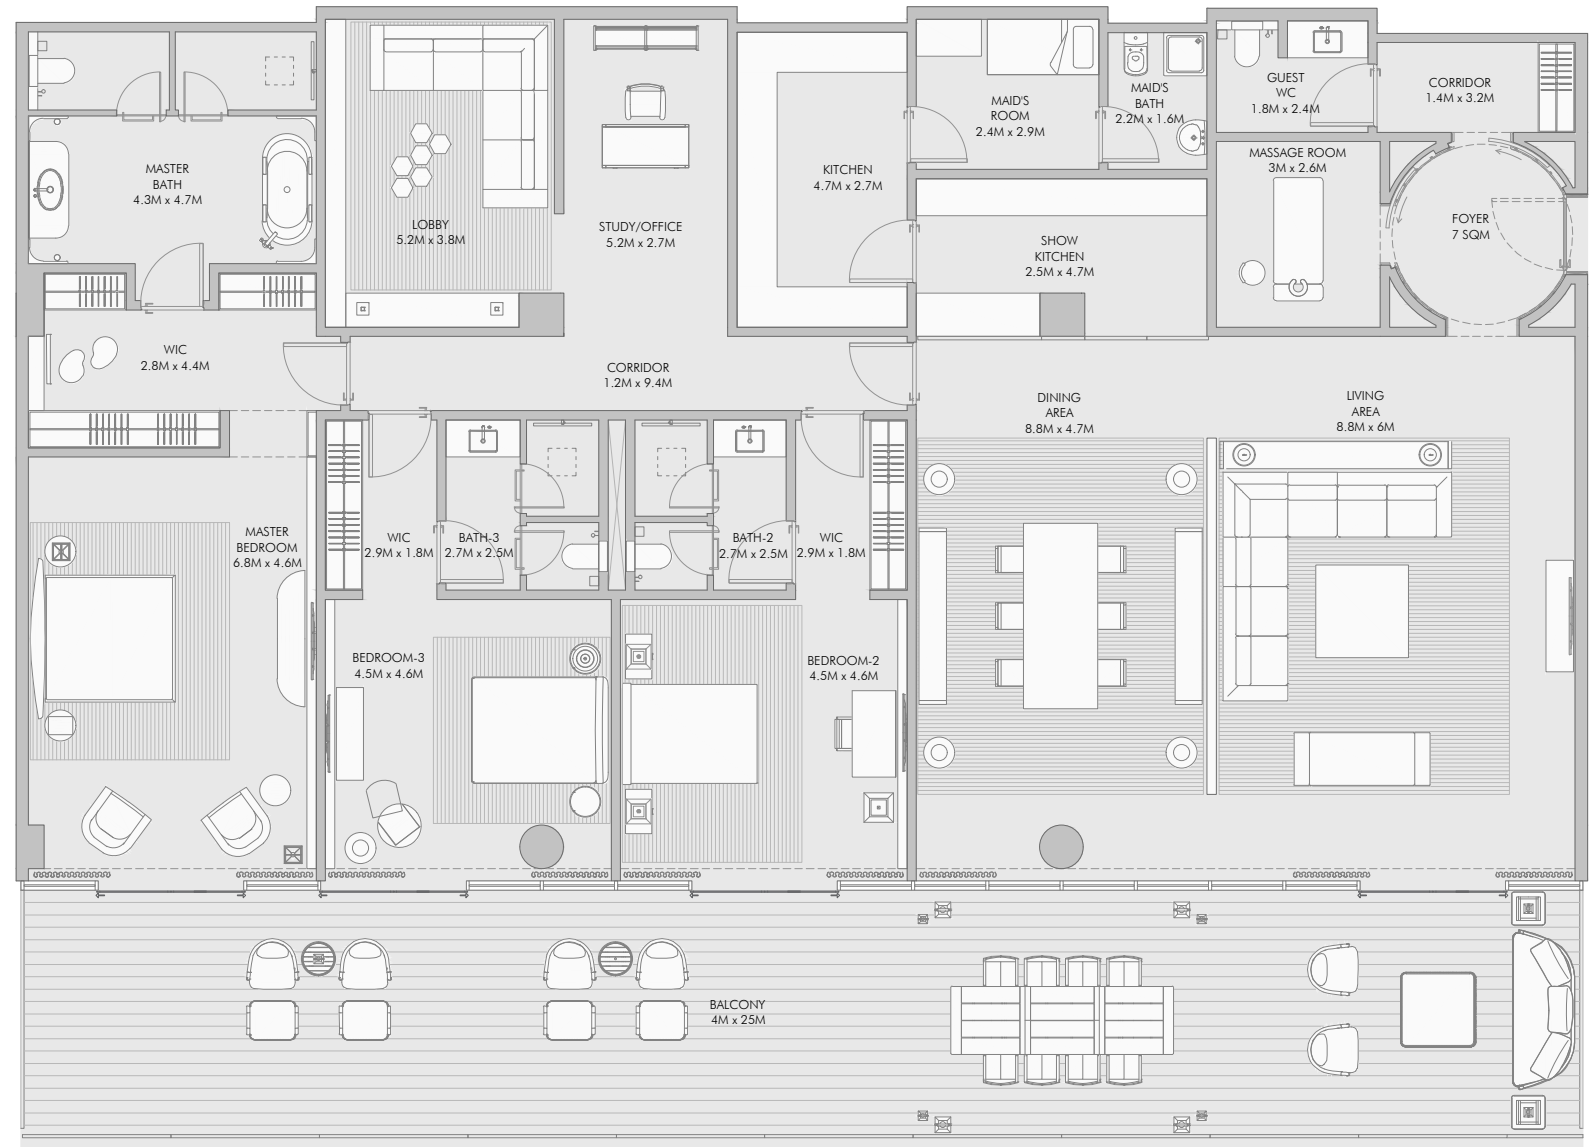 GUEST
WC
1.8M x 2.4M
CORRIDOR
1.4M x 3.2M
MAID'S
ROOM
2.4M x 2.9M
MAID'S
BATH
2.2M x 1.6M
MASTER
BATH
4.3M x 4.7M
KITCHEN
4.7M x 2.7M
MASSAGE ROOM
3M x 2.6M
LOBBY
5.2M x 3.8M
STUDY/OFFICE
5.2M x 2.7M
SHOW
KITCHEN
2.5M x 4.7M
FOYER
7 SQM
WIC
2.8M x 4.4M
CORRIDOR
1.2M x 9.4M
DINING
AREA
8.8M x 4.7M
LIVING
AREA
8.8M x 6M
MASTER
BEDROOM
6.8M x 4.6M
WIC
2.9M x 1.8M
BATH-3
2.7M x 2.5M
BATH-2
2.7M x 2.5M
WIC
2.9M x 1.8M
BEDROOM-3
4.5M x 4.6M
BEDROOM-2
4.5M x 4.6M
BALCONY
4M x 25M